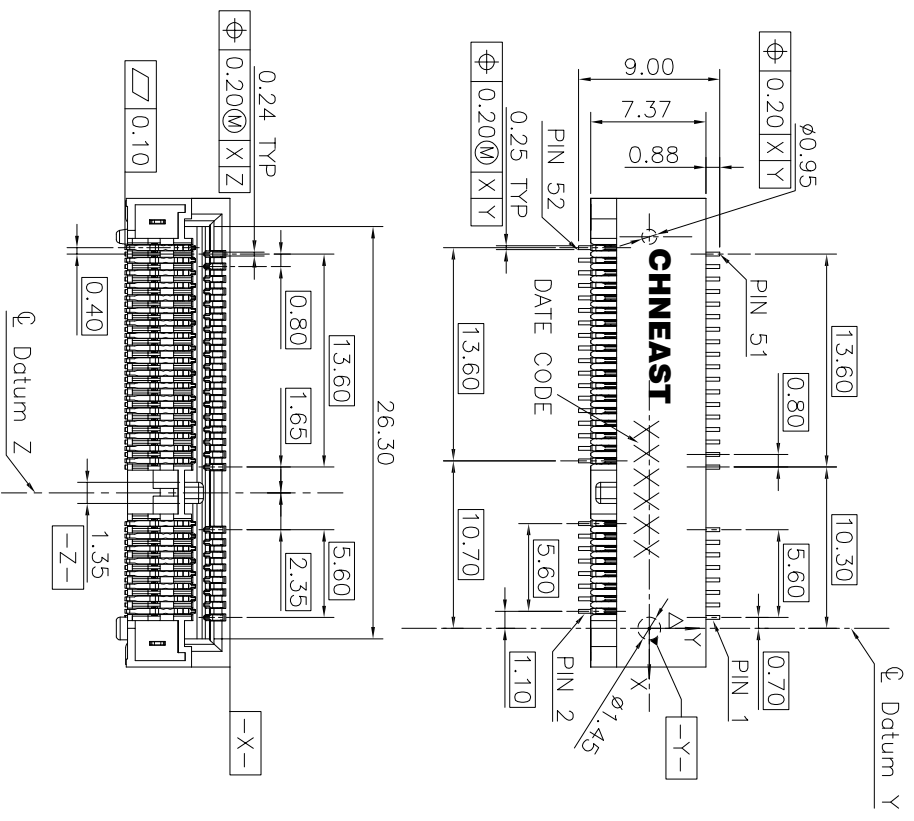 ⌖ 0.20 X Y
⌀0.95
9.00
7.37
0.88
PIN 51
13.60
0.80
10.30
5.60
0.70
PIN 1
℄ Datum Y
CHNEAST
XXXXXX
DATE CODE
Y
X
-Y-
⌀1.45
PIN 52
0.25 TYP
⌖ 0.20Ⓜ X Y
13.60
10.70
5.60
1.10
PIN 2
⌖ 0.20Ⓜ X Z
0.24 TYP
⏥ 0.10
26.30
13.60
0.80
1.65
5.60
2.35
0.40
1.35
-Z-
℄ Datum Z
-X-